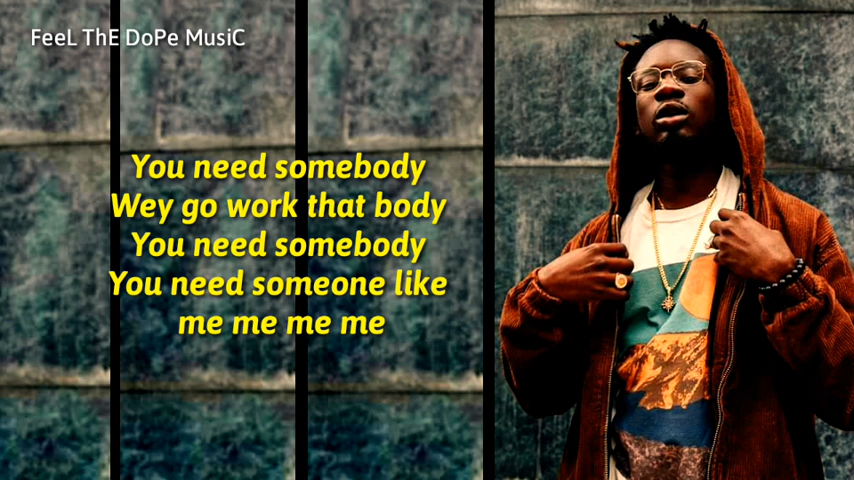 FeeL ThE DoPe MusiC
You need somebody
Wey go work that body
You need somebody
You need someone like
me me me me